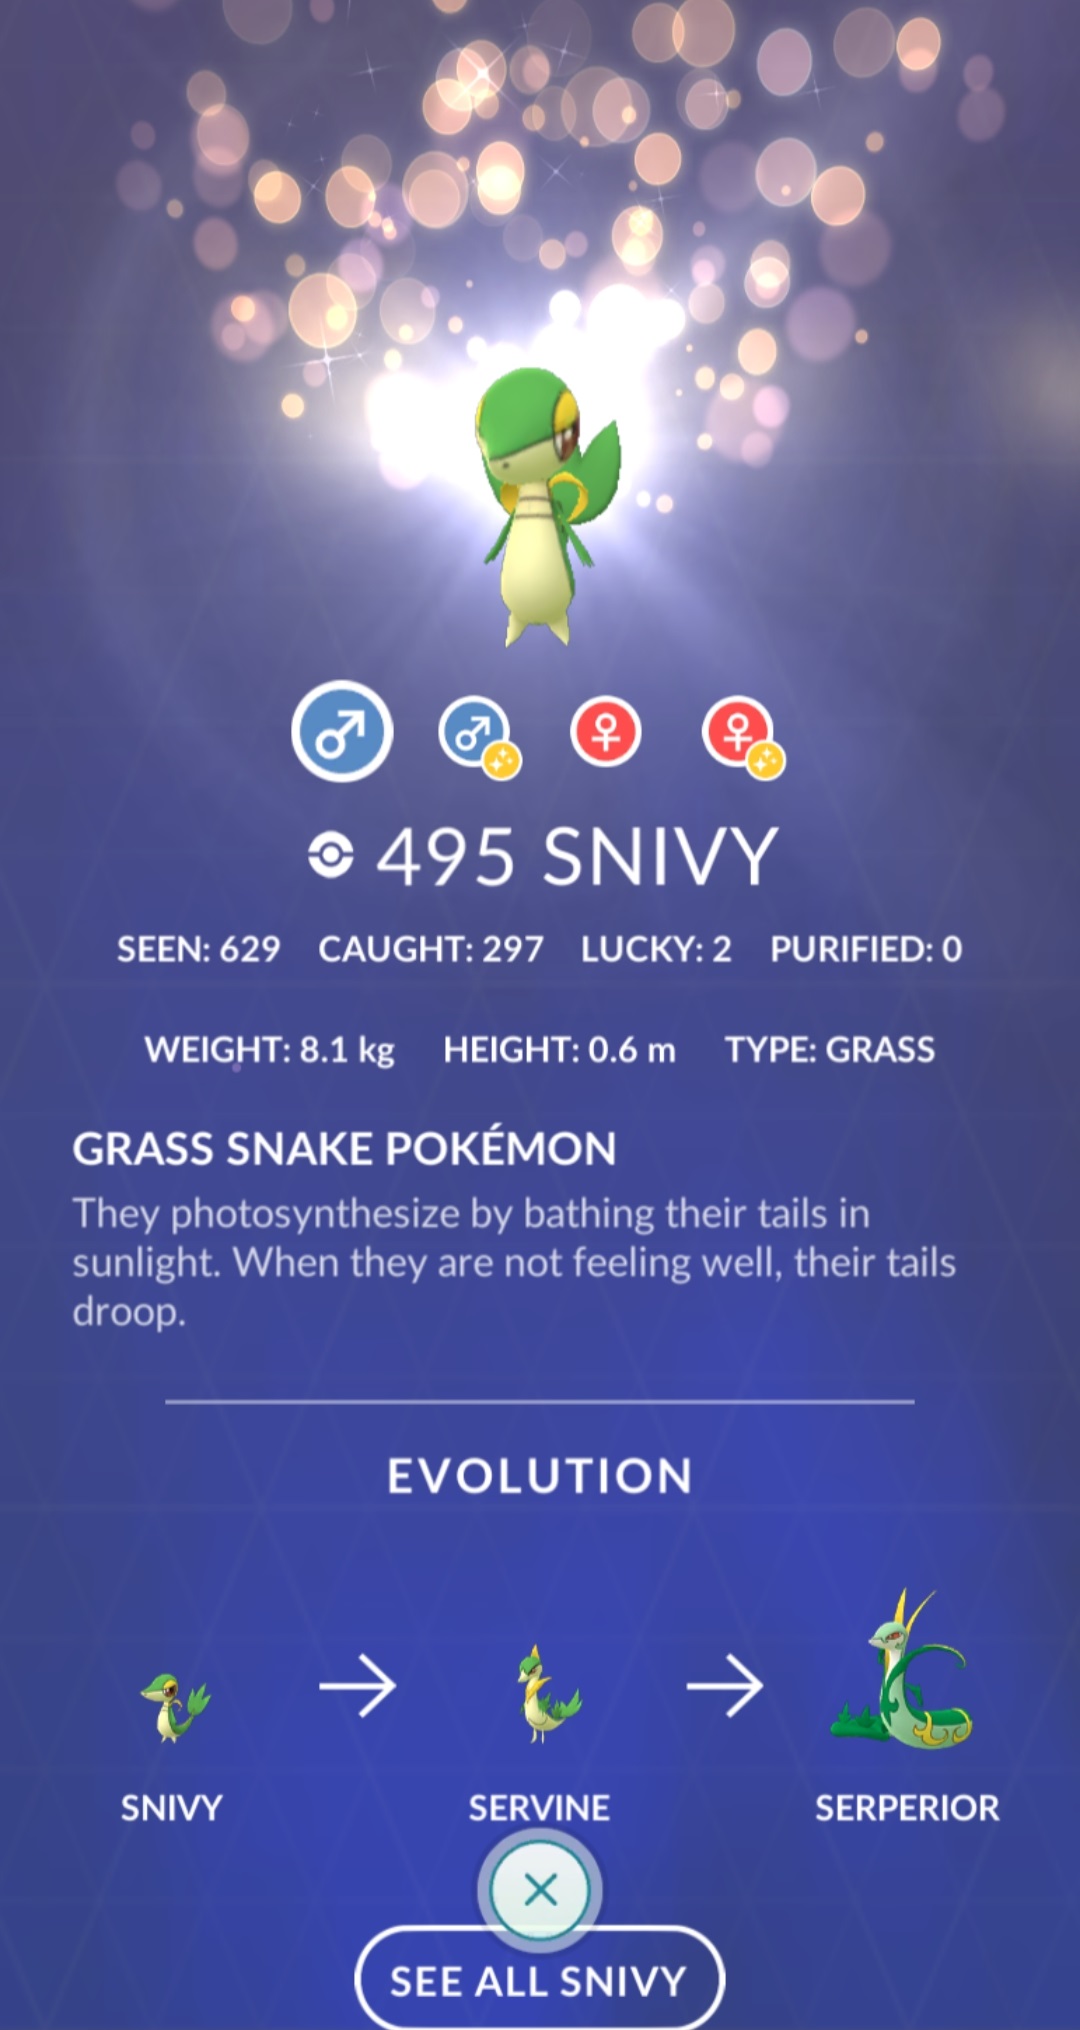 495 SNIVY
SEEN: 629 CAUGHT: 297 LUCKY: 2 PURIFIED: 0
WEIGHT: 8.1 kg HEIGHT: 0.6 m TYPE: GRASS
GRASS SNAKE POKÉMON
They photosynthesize by bathing their tails in
sunlight. When they are not feeling well, their tails
droop.
EVOLUTION
SNIVY SERVINE SERPERIOR
SEE ALL SNIVY